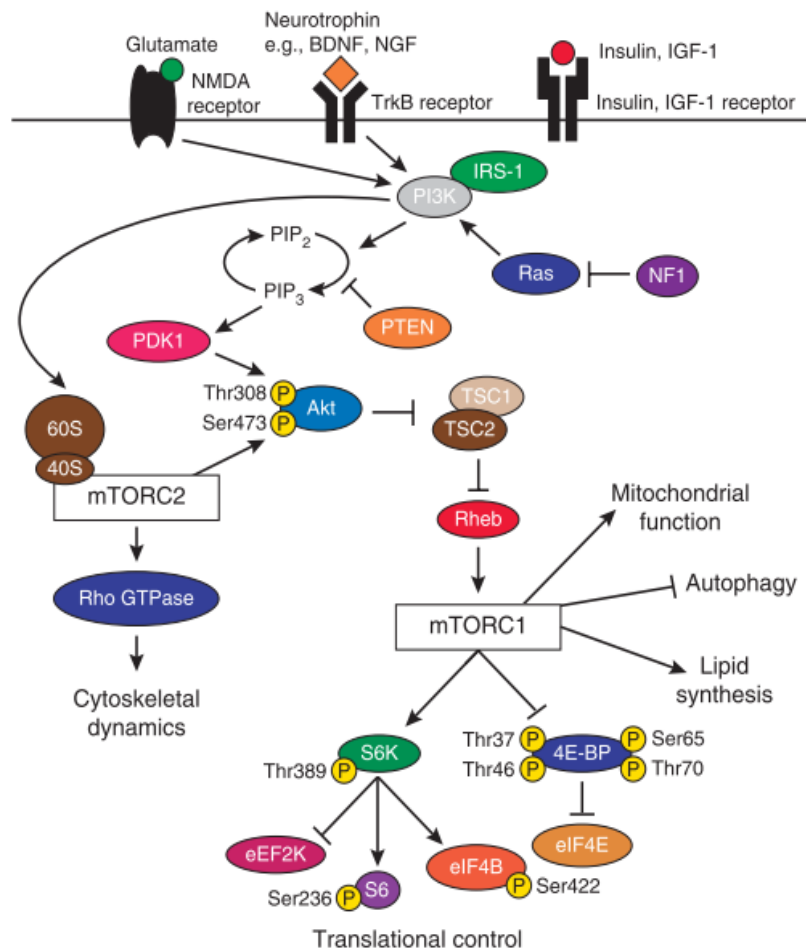 Neurotrophin
e.g., BDNF, NGF
Glutamate
NMDA
receptor
TrkB receptor
Insulin, IGF-1
Insulin, IGF-1 receptor
IRS-1
PI3K
PIP2
PIP3
Ras
NF1
PTEN
PDK1
Thr308
P
Ser473
P
Akt
TSC1
TSC2
60S
40S
mTORC2
Rheb
Mitochondrial
function
Rho GTPase
Autophagy
mTORC1
Lipid
synthesis
Cytoskeletal
dynamics
S6K
Thr389
P
Thr37
P
Thr46
P
4E-BP
P
Ser65
P
Thr70
eEF2K
Ser236
P
S6
eIF4B
P
Ser422
eIF4E
Translational control